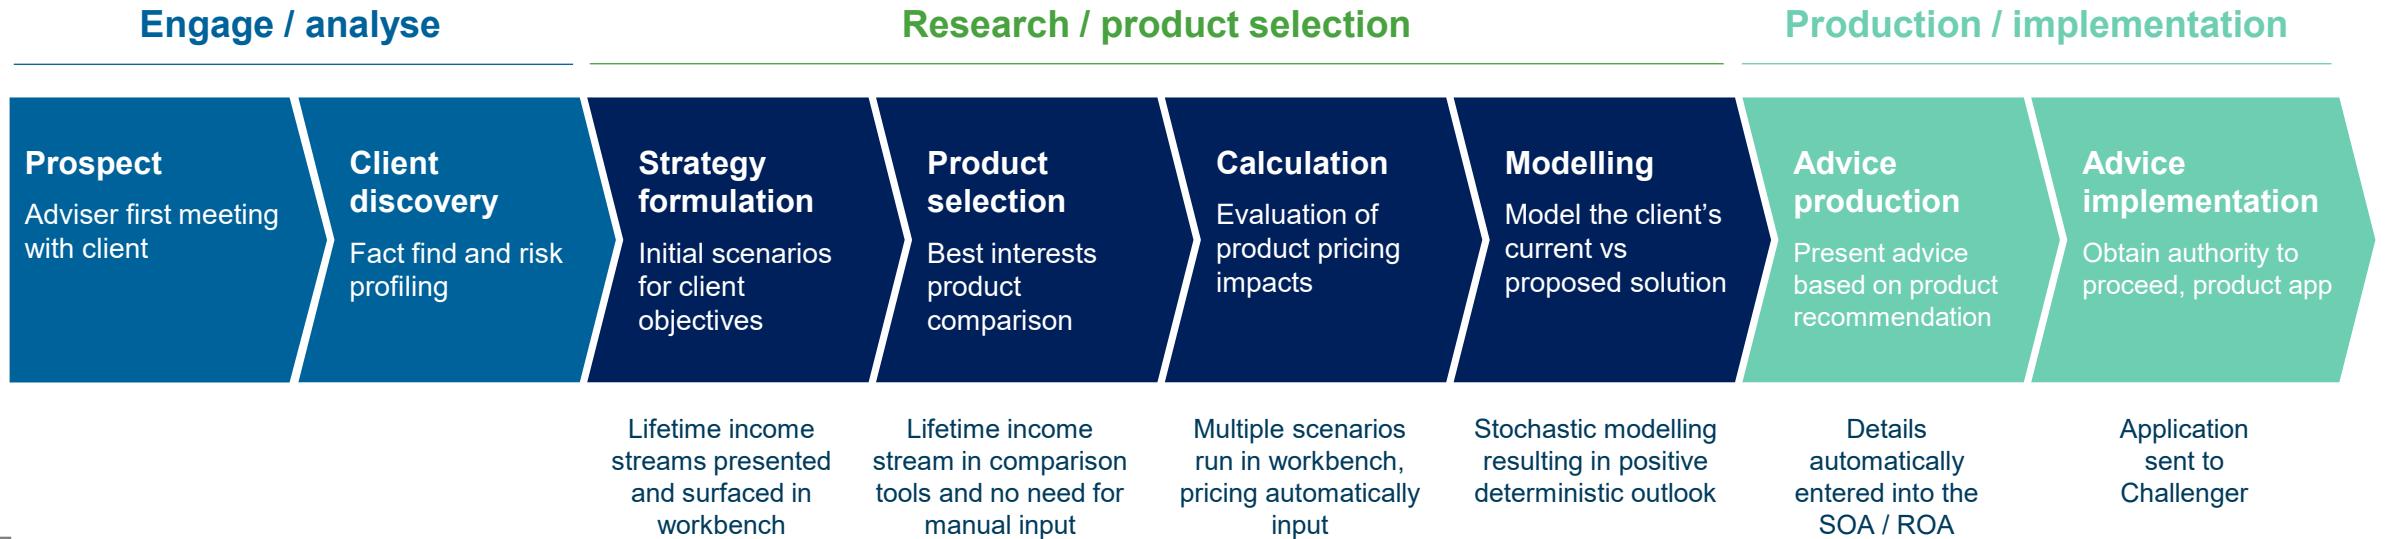 Engage / analyse
Research / product selection
Production / implementation
Prospect
Adviser first meeting
with client
Client
discovery
Fact find and risk
profiling
Strategy
formulation
Initial scenarios
for client
objectives
Product
selection
Best interests
product
comparison
Calculation
Evaluation of
product pricing
impacts
Modelling
Model the client’s
current vs
proposed solution
Advice
production
Present advice
based on product
recommendation
Advice
implementation
Obtain authority to
proceed, product app
Lifetime income
streams presented
and surfaced in
workbench
Lifetime income
stream in comparison
tools and no need for
manual input
Multiple scenarios
run in workbench,
pricing automatically
input
Stochastic modelling
resulting in positive
deterministic outlook
Details
automatically
entered into the
SOA / ROA
Application
sent to
Challenger